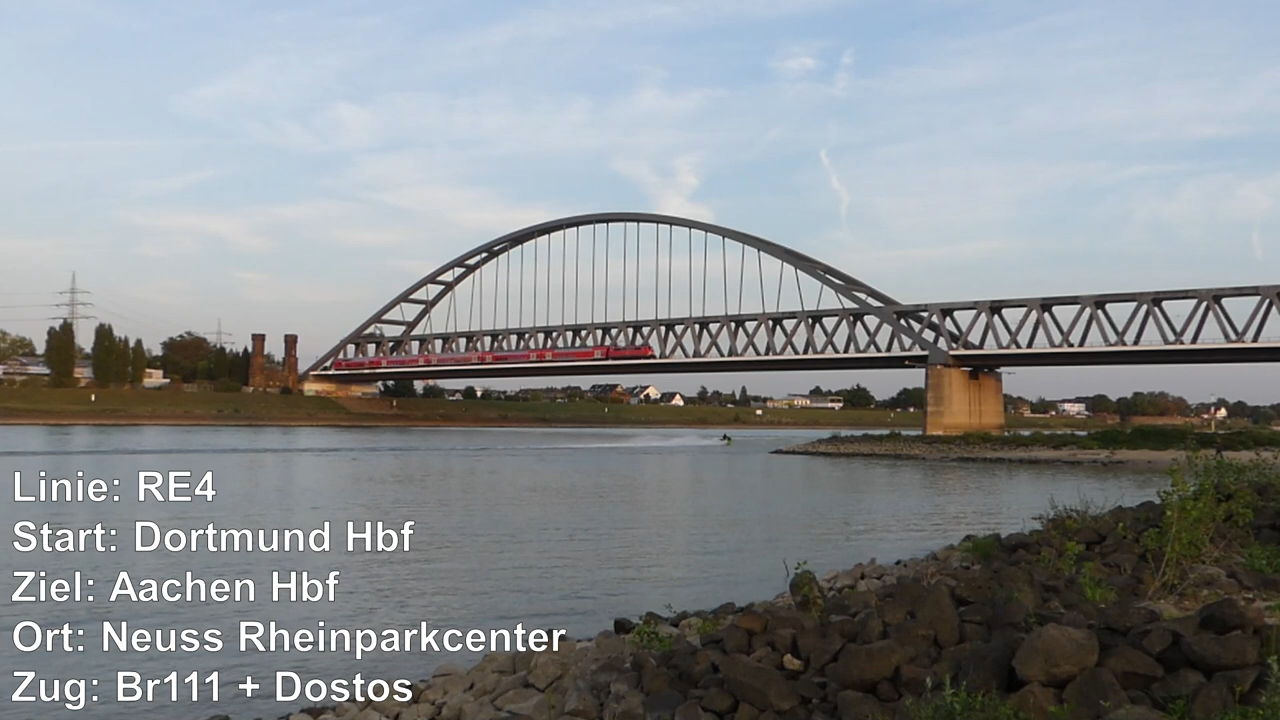 Linie: RE4
Start: Dortmund Hbf
Ziel: Aachen Hbf
Ort: Neuss Rheinparkcenter
Zug: Br111 + Dostos